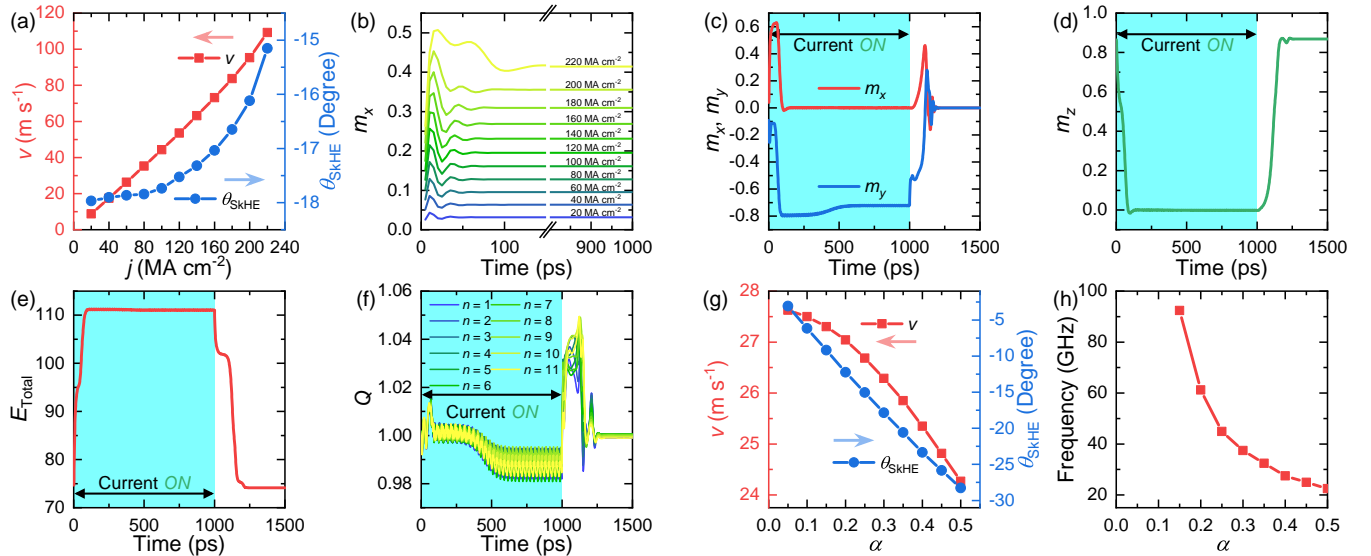 (a)
120
100
80
60
40
20
0
v (m s⁻¹)
v
θSkHE
-15
-16
-17
-18
θSkHE (Degree)
0 40 80 120 160 200 240
j (MA cm⁻²)
(b)
0.5
0.4
0.3
0.2
0.1
0.0
mx
220 MA cm⁻²
200 MA cm⁻²
180 MA cm⁻²
160 MA cm⁻²
140 MA cm⁻²
120 MA cm⁻²
100 MA cm⁻²
80 MA cm⁻²
60 MA cm⁻²
40 MA cm⁻²
20 MA cm⁻²
0 100 900 1000
Time (ps)
(c)
0.6
0.4
0.2
0.0
-0.2
-0.4
-0.6
-0.8
mx, my
Current ON
mx
my
0 500 1000 1500
Time (ps)
(d)
1.0
0.8
0.6
0.4
0.2
0.0
mz
Current ON
0 500 1000 1500
Time (ps)
(e)
110
100
90
80
70
ETotal
Current ON
0 500 1000 1500
Time (ps)
(f)
1.06
1.04
1.02
1.00
0.98
Q
n = 1 n = 7
n = 2 n = 8
n = 3 n = 9
n = 4 n = 10
n = 5 n = 11
n = 6
Current ON
0 500 1000 1500
Time (ps)
(g)
28
27
26
25
24
v (m s⁻¹)
v
θSkHE
-5
-10
-15
-20
-25
-30
θSkHE (Degree)
0.0 0.1 0.2 0.3 0.4 0.5
α
(h)
100
80
60
40
20
Frequency (GHz)
0.0 0.1 0.2 0.3 0.4 0.5
α